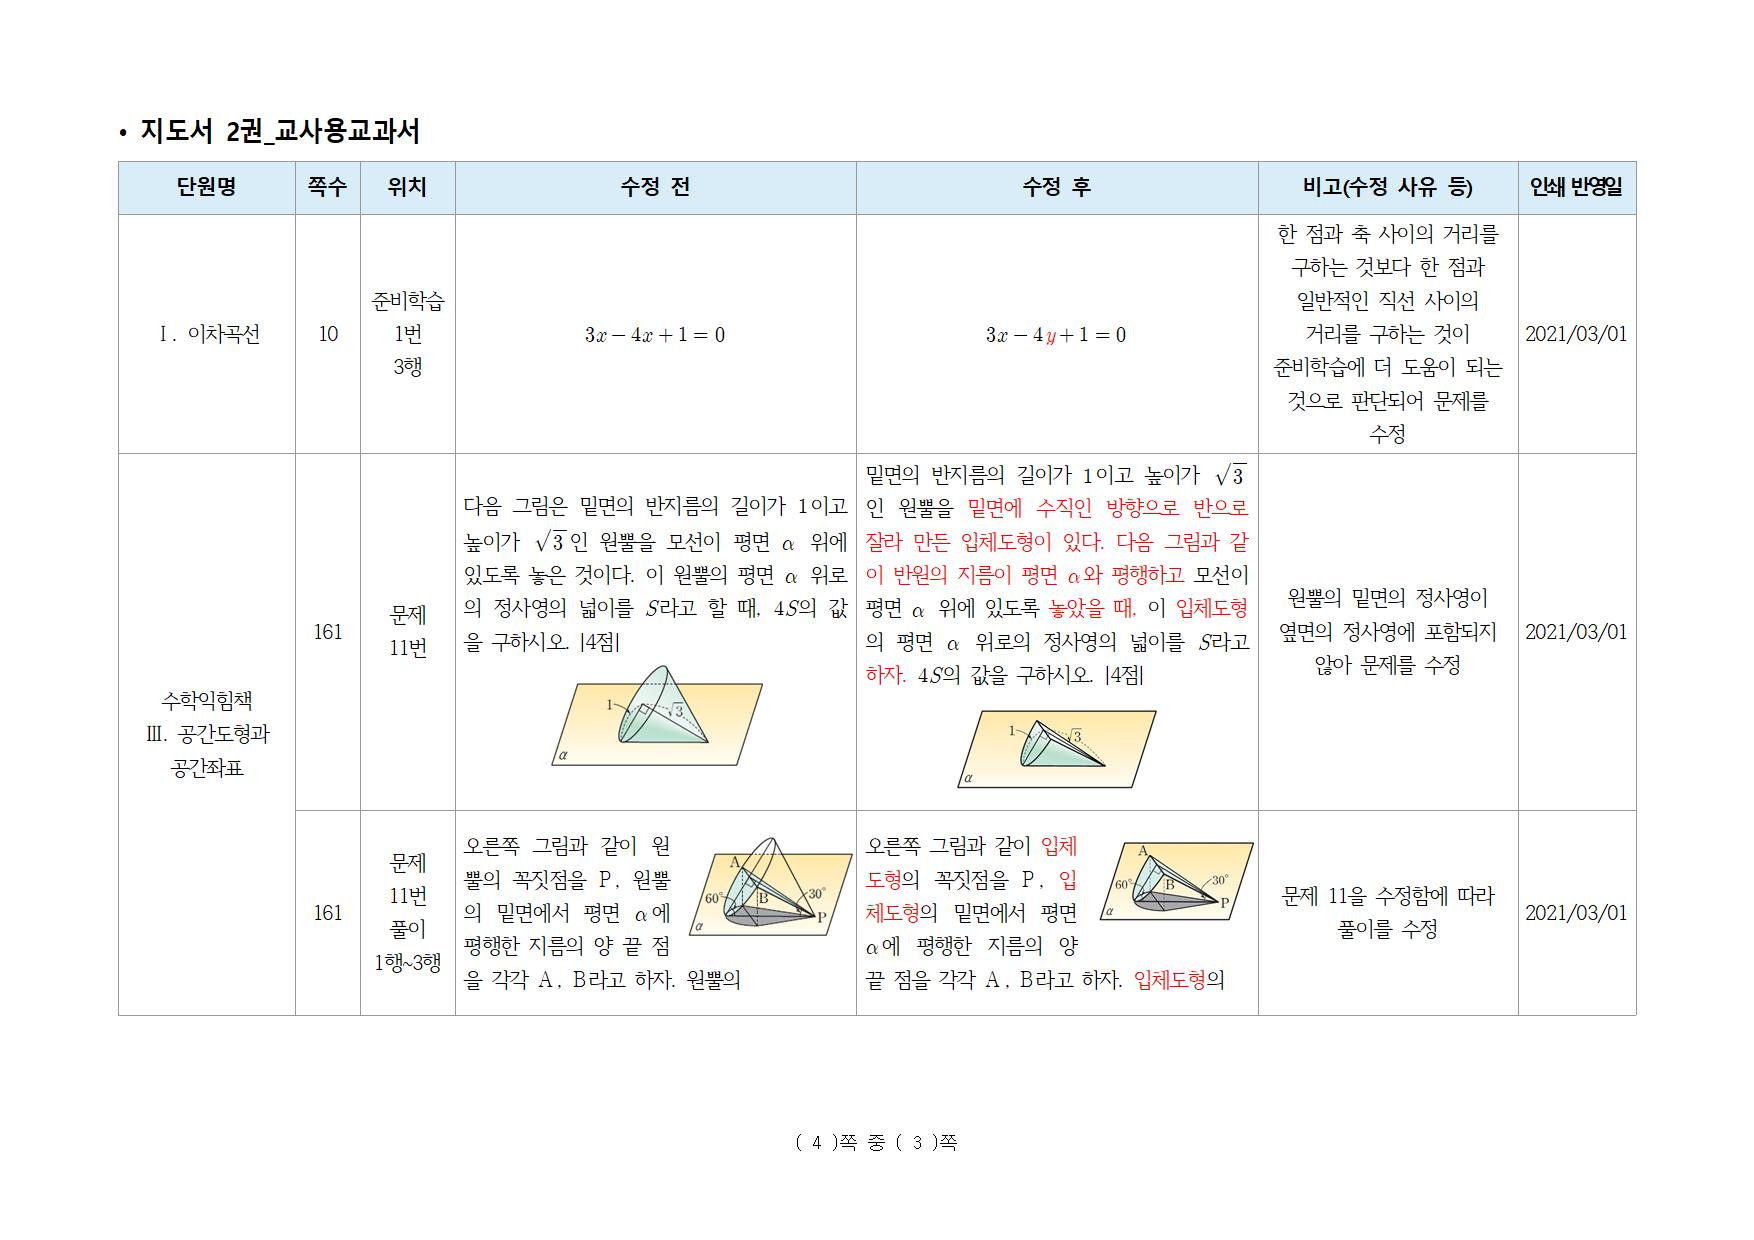 • 지도서 2권_교사용교과서
단원명 쪽수 위치 수정 전 수정 후 비고(수정 사유 등) 인쇄 반영일
Ⅰ. 이차곡선
10
준비학습
1번
3행
3x-4x+1=0
3x-4y+1=0
한 점과 축 사이의 거리를
구하는 것보다 한 점과
일반적인 직선 사이의
거리를 구하는 것이
준비학습에 더 도움이 되는
것으로 판단되어 문제를
수정
2021/03/01
수학익힘책
Ⅲ. 공간도형과
공간좌표
161
문제
11번
다음 그림은 밑면의 반지름의 길이가 1이고
높이가 √3인 원뿔을 모선이 평면 α 위에
있도록 놓은 것이다. 이 원뿔의 평면 α 위로
의 정사영의 넓이를 S라고 할 때, 4S의 값
을 구하시오. |4점|
1
√3
α
밑면의 반지름의 길이가 1이고 높이가 √3
인 원뿔을 밑면에 수직인 방향으로 반으로
잘라 만든 입체도형이 있다. 다음 그림과 같
이 반원의 지름이 평면 α와 평행하고 모선이
평면 α 위에 있도록 놓았을 때, 이 입체도형
의 평면 α 위로의 정사영의 넓이를 S라고
하자. 4S의 값을 구하시오. |4점|
1
√3
α
원뿔의 밑면의 정사영이
옆면의 정사영에 포함되지
않아 문제를 수정
2021/03/01
161
문제
11번
풀이
1행~3행
오른쪽 그림과 같이 원
뿔의 꼭짓점을 P, 원뿔
의 밑면에서 평면 α에
평행한 지름의 양 끝 점
을 각각 A, B라고 하자. 원뿔의
A
60°
B
30°
P
α
오른쪽 그림과 같이 입체
도형의 꼭짓점을 P, 입
체도형의 밑면에서 평면
α에 평행한 지름의 양
끝 점을 각각 A, B라고 하자. 입체도형의
A
60°
B
30°
P
α
문제 11을 수정함에 따라
풀이를 수정
2021/03/01
( 4 )쪽 중 ( 3 )쪽